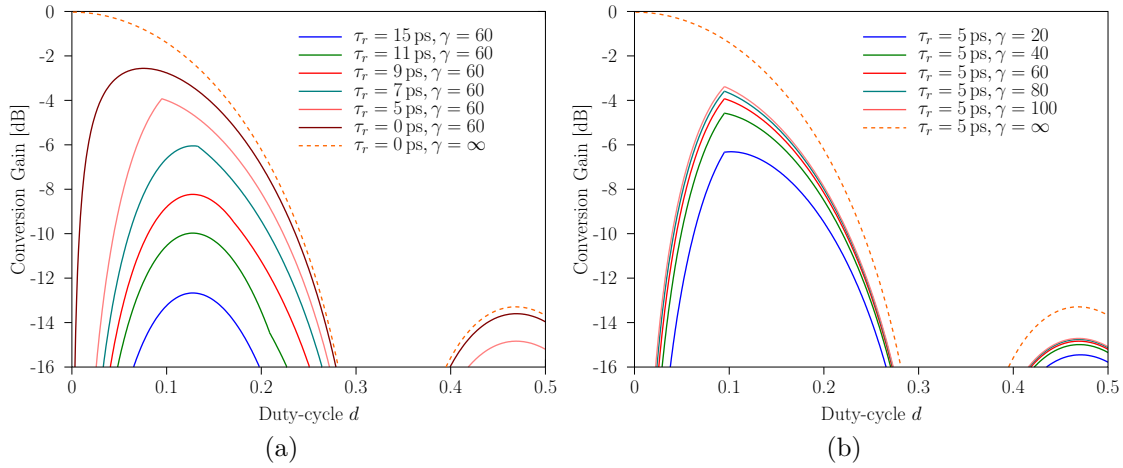 0
-2
-4
-6
-8
-10
-12
-14
-16
Conversion Gain [dB]
τr = 15 ps, γ = 60
τr = 11 ps, γ = 60
τr = 9 ps, γ = 60
τr = 7 ps, γ = 60
τr = 5 ps, γ = 60
τr = 0 ps, γ = 60
τr = 0 ps, γ = ∞
0 0.1 0.2 0.3 0.4 0.5
Duty-cycle d
(a)
0
-2
-4
-6
-8
-10
-12
-14
-16
Conversion Gain [dB]
τr = 5 ps, γ = 20
τr = 5 ps, γ = 40
τr = 5 ps, γ = 60
τr = 5 ps, γ = 80
τr = 5 ps, γ = 100
τr = 5 ps, γ = ∞
0 0.1 0.2 0.3 0.4 0.5
Duty-cycle d
(b)